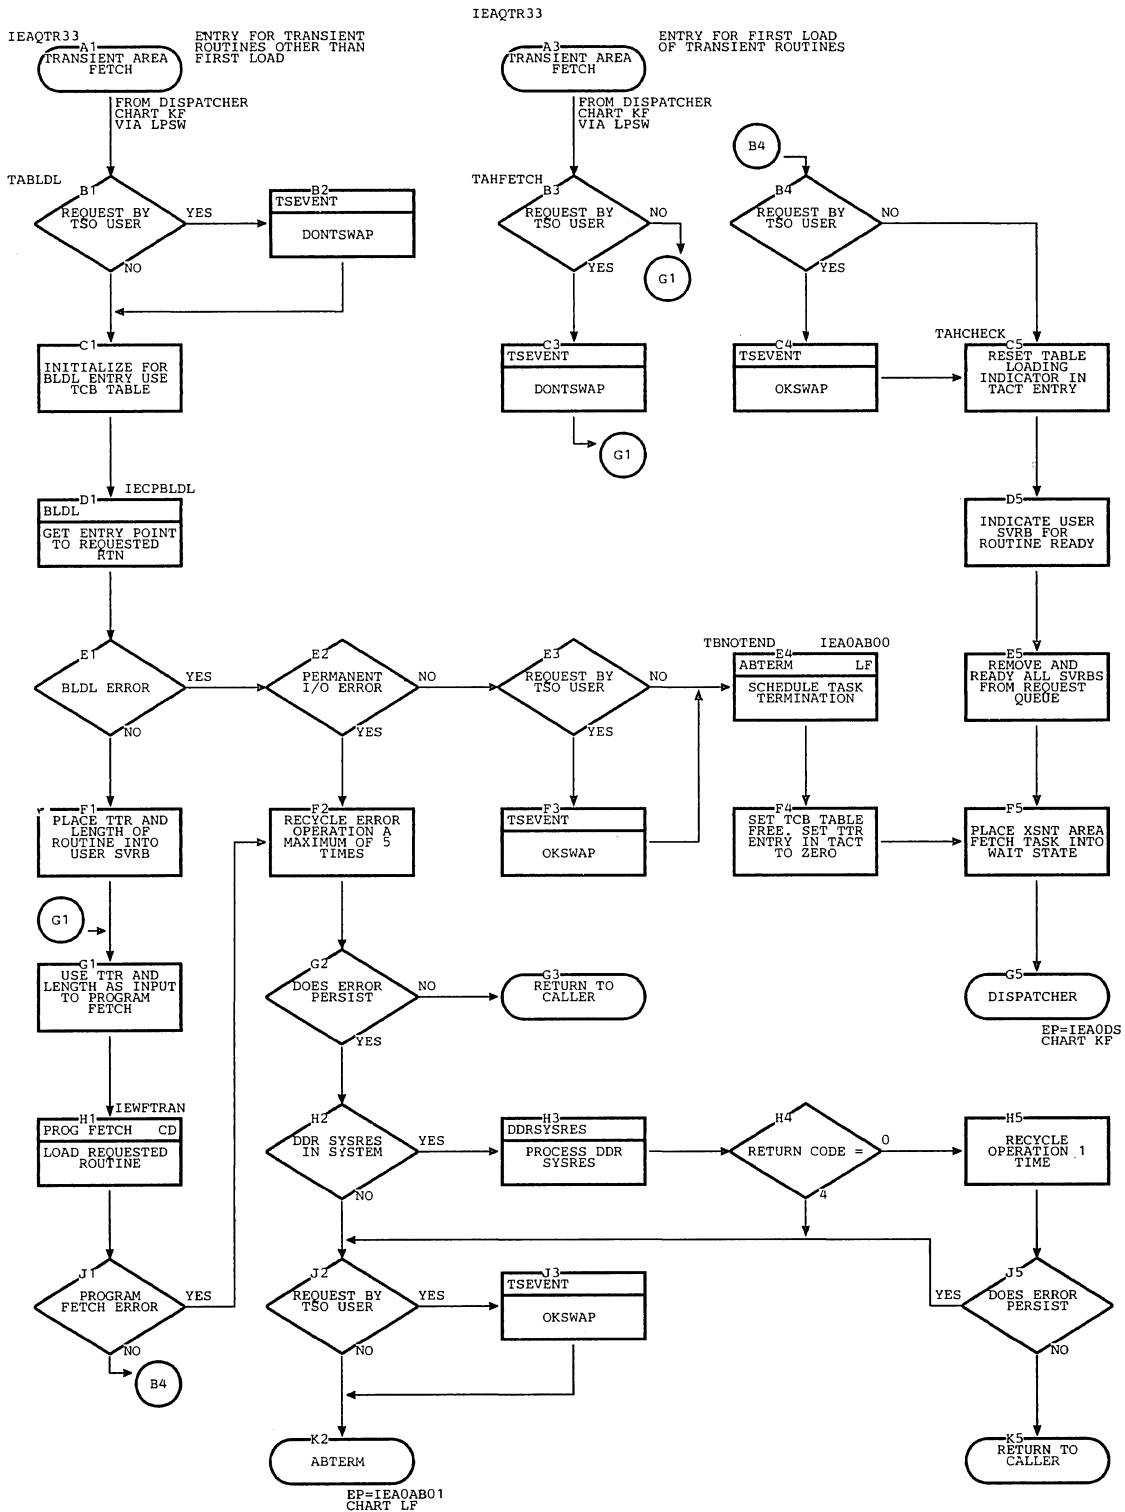 IEAQTR33
IEAQTR33
A1
TRANSIENT AREA
FETCH
ENTRY FOR TRANSIENT
ROUTINES OTHER THAN
FIRST LOAD
A3
TRANSIENT AREA
FETCH
ENTRY FOR FIRST LOAD
OF TRANSIENT ROUTINES
FROM DISPATCHER
CHART KF
VIA LPSW
FROM DISPATCHER
CHART KF
VIA LPSW
B4
TABLDL
B1
REQUEST BY
TSO USER
YES
NO
B2
TSEVENT
DONTSWAP
TAHFETCH
B3
REQUEST BY
TSO USER
NO
YES
G1
B4
REQUEST BY
TSO USER
NO
YES
C1
INITIALIZE FOR
BLDL ENTRY USE
TCB TABLE
C3
TSEVENT
DONTSWAP
G1
C4
TSEVENT
OKSWAP
TAHCHECK
C5
RESET TABLE
LOADING
INDICATOR IN
TACT ENTRY
IECPBLDL
D1
BLDL
GET ENTRY POINT
TO REQUESTED
RTN
D5
INDICATE USER
SVRB FOR
ROUTINE READY
E1
BLDL ERROR
YES
NO
E2
PERMANENT
I/O ERROR
NO
YES
E3
REQUEST BY
TSO USER
NO
YES
TBNOTEND
IEA0AB00
E4
ABTERM LF
SCHEDULE TASK
TERMINATION
E5
REMOVE AND
READY ALL SVRBS
FROM REQUEST
QUEUE
F1
PLACE TTR AND
LENGTH OF
ROUTINE INTO
USER SVRB
F2
RECYCLE ERROR
OPERATION A
MAXIMUM OF 5
TIMES
F3
TSEVENT
OKSWAP
F4
SET TCB TABLE
FREE. SET TTR
ENTRY IN TACT
TO ZERO
F5
PLACE XSNT AREA
FETCH TASK INTO
WAIT STATE
G1
G1
USE TTR AND
LENGTH AS INPUT
TO PROGRAM
FETCH
G2
DOES ERROR
PERSIST
NO
YES
G3
RETURN TO
CALLER
G5
DISPATCHER
EP=IEA0DS
CHART KF
IEWFTRAN
H1
PROG FETCH CD
LOAD REQUESTED
ROUTINE
H2
DDR SYSRES
IN SYSTEM
YES
NO
H3
DDRSYSRES
PROCESS DDR
SYSRES
H4
RETURN CODE =
0
4
H5
RECYCLE
OPERATION 1
TIME
J1
PROGRAM
FETCH ERROR
YES
NO
B4
J2
REQUEST BY
TSO USER
YES
NO
J3
TSEVENT
OKSWAP
J5
DOES ERROR
PERSIST
YES
NO
K2
ABTERM
EP=IEA0AB01
CHART LF
K5
RETURN TO
CALLER